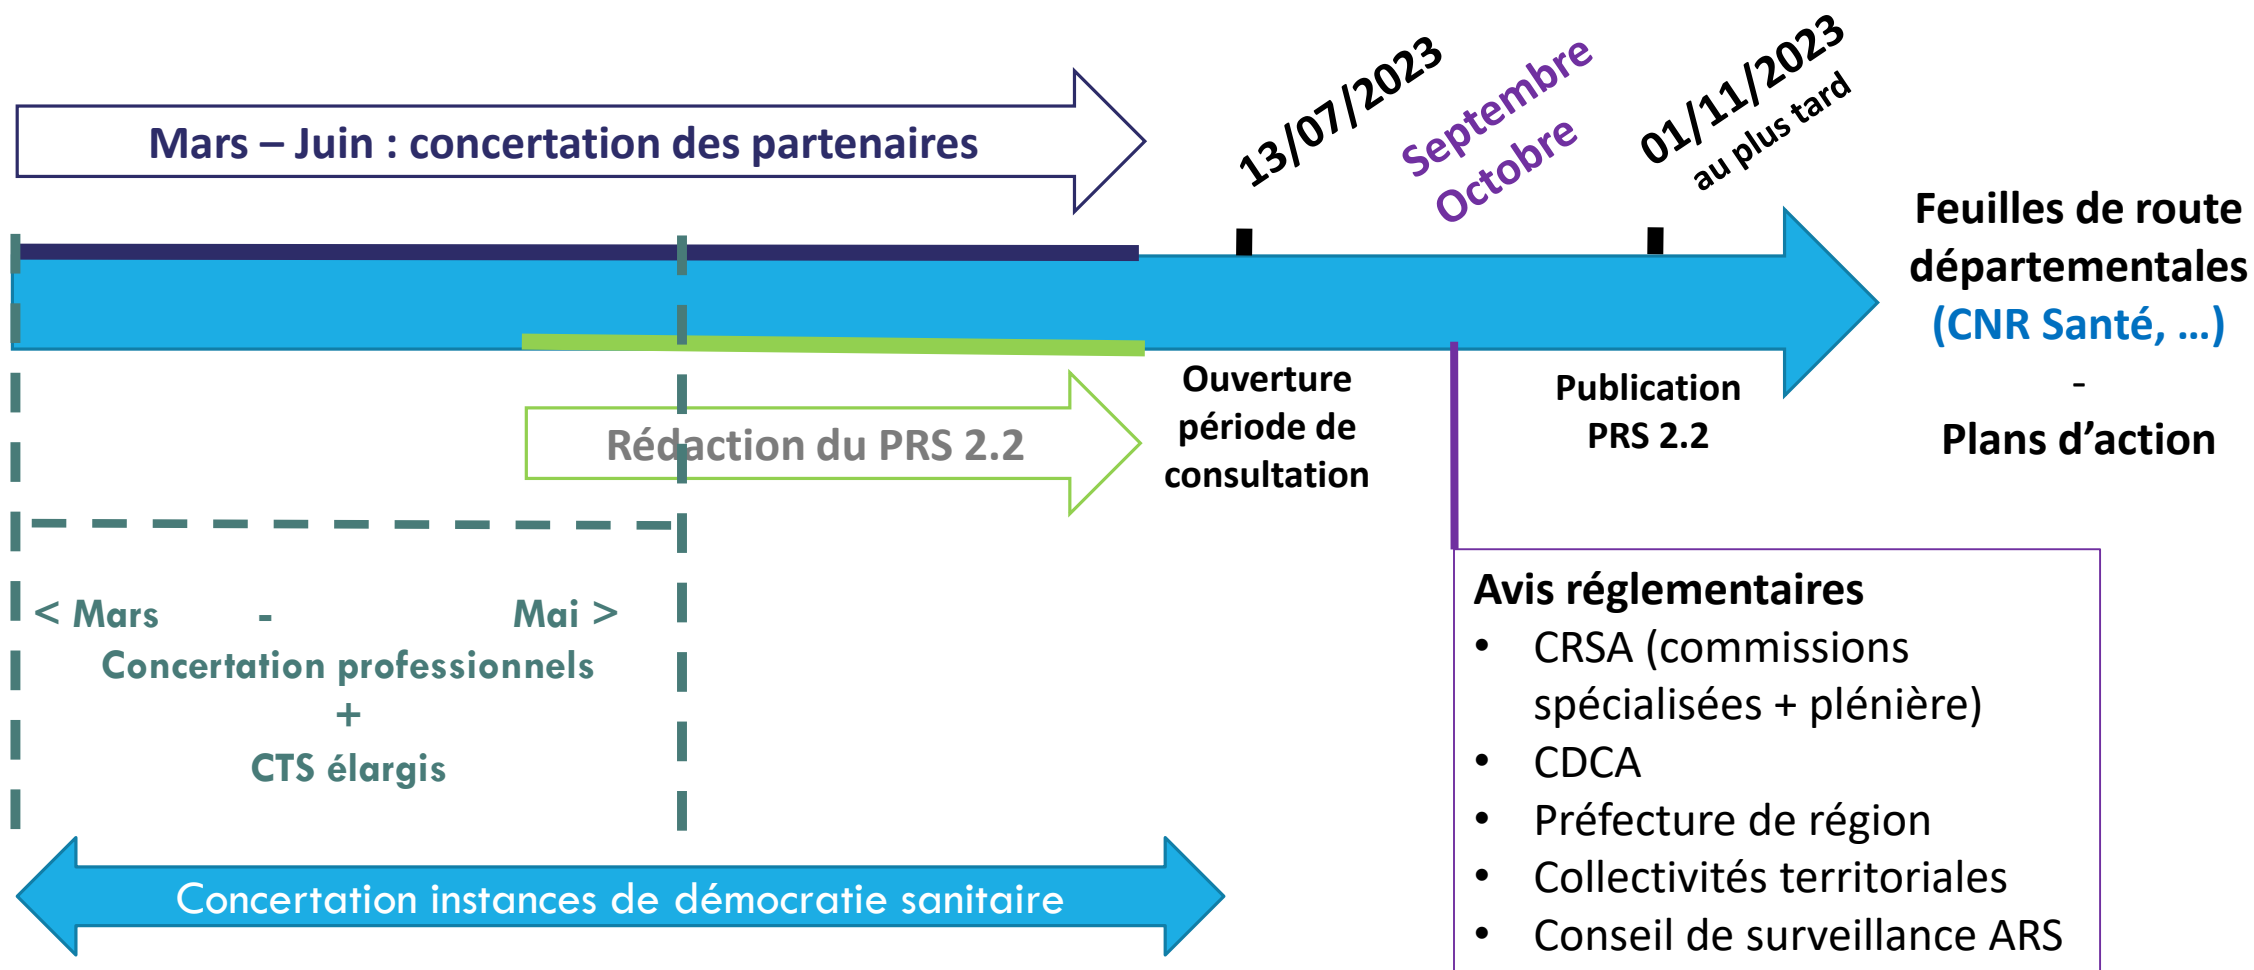 Mars – Juin : concertation des partenaires
13/07/2023
Septembre
Octobre
01/11/2023
au plus tard
Feuilles de route
départementales
(CNR Santé, ...)
-
Plans d’action
Rédaction du PRS 2.2
Ouverture
période de
consultation
Publication
PRS 2.2
< Mars - Mai >
Concertation professionnels
+
CTS élargis
Concertation instances de démocratie sanitaire
Avis réglementaires
• CRSA (commissions
spécialisées + plénière)
• CDCA
• Préfecture de région
• Collectivités territoriales
• Conseil de surveillance ARS